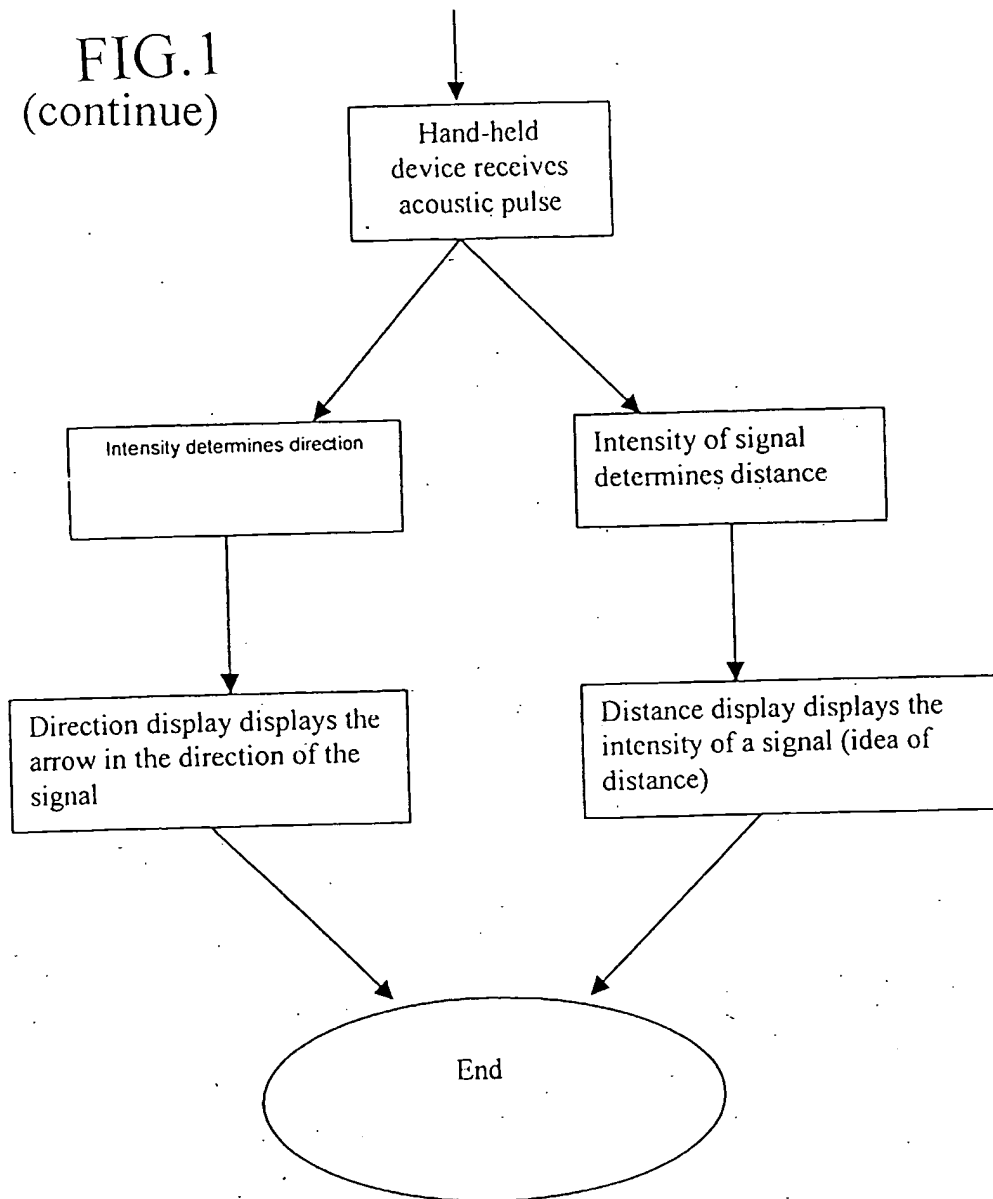 FIG.1
(continue)
Hand-held
device receives
acoustic pulse
Intensity determines direction
Intensity of signal
determines distance
Direction display displays the
arrow in the direction of the
signal
Distance display displays the
intensity of a signal (idea of
distance)
End